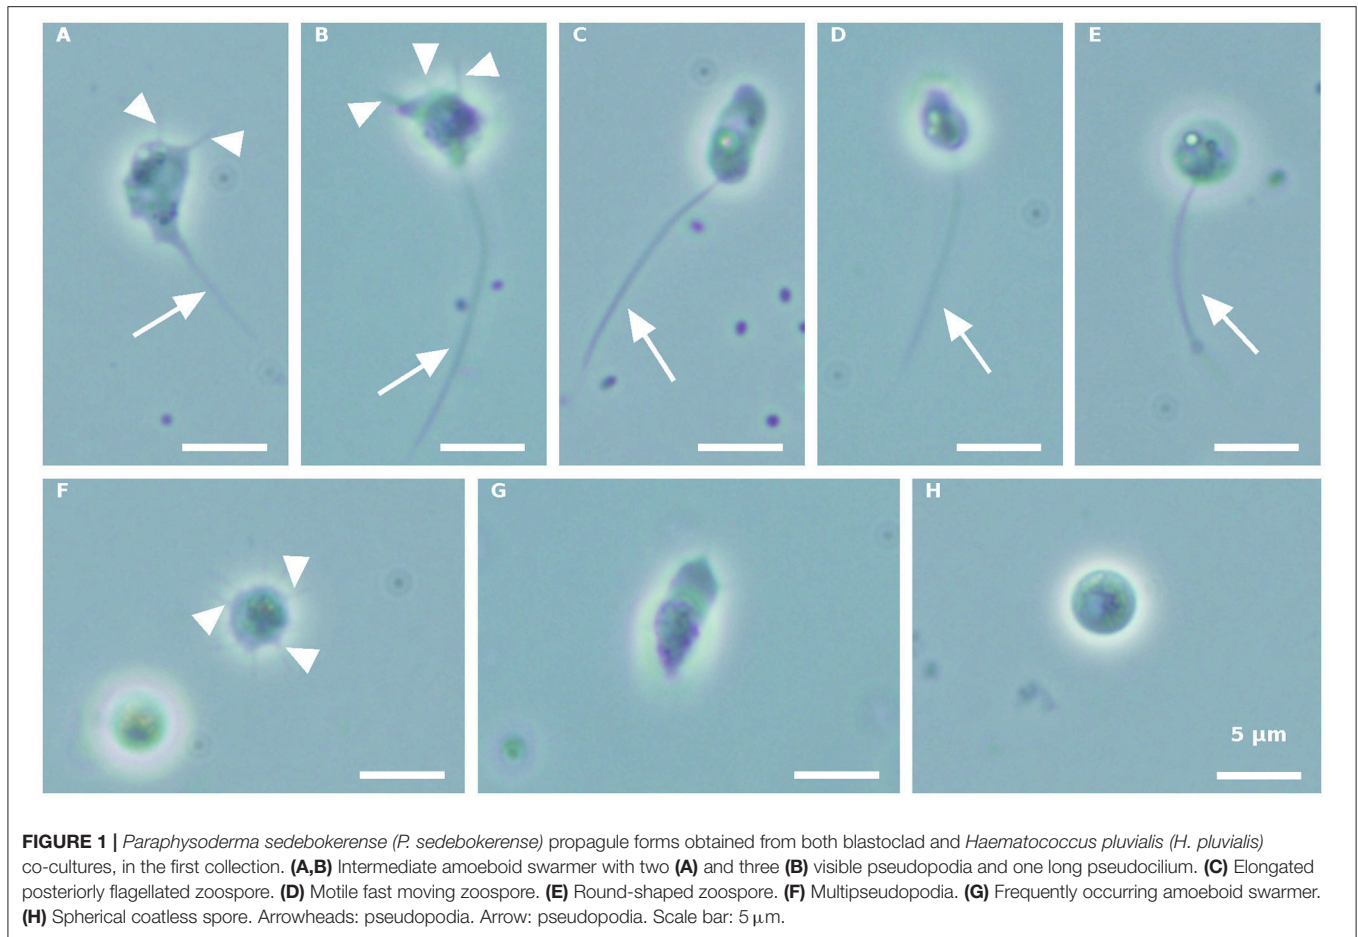 A B C D E
F G H
5 μm
FIGURE 1 | Paraphysoderma sedebokerense (P. sedebokerense) propagule forms obtained from both blastoclad and Haematococcus pluvialis (H. pluvialis)
co-cultures, in the first collection. (A,B) Intermediate amoeboid swarmer with two (A) and three (B) visible pseudopodia and one long pseudocilium. (C) Elongated
posteriorly flagellated zoospore. (D) Motile fast moving zoospore. (E) Round-shaped zoospore. (F) Multipseudopodia. (G) Frequently occurring amoeboid swarmer.
(H) Spherical coatless spore. Arrowheads: pseudopodia. Arrow: pseudopodia. Scale bar: 5 μm.